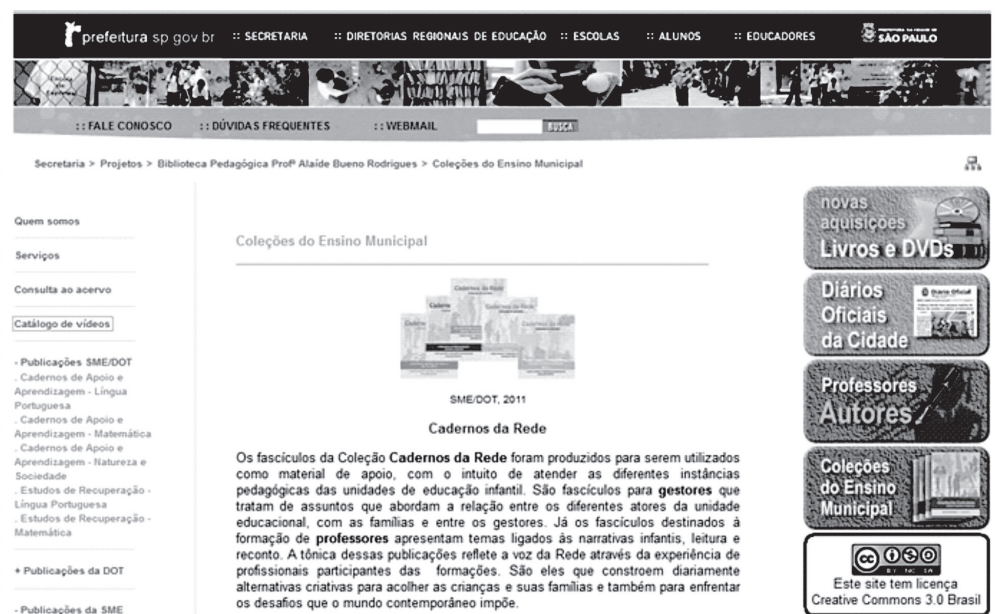 prefeitura sp gov br :: SECRETARIA :: DIRETORIAS REGIONAIS DE EDUCAÇÃO :: ESCOLAS :: ALUNOS :: EDUCADORES
SÃO PAULO
:: FALE CONOSCO :: DÚVIDAS FREQUENTES :: WEBMAIL BUSCA
Secretaria > Projetos > Biblioteca Pedagógica Profª Alaíde Bueno Rodrigues > Coleções do Ensino Municipal
Quem somos
Serviços
Consulta ao acervo
Catálogo de vídeos
- Publicações SME/DOT
. Cadernos de Apoio e
Aprendizagem - Língua
Portuguesa
. Cadernos de Apoio e
Aprendizagem - Matemática
. Cadernos de Apoio e
Aprendizagem - Natureza e
Sociedade
. Estudos de Recuperação -
Língua Portuguesa
. Estudos de Recuperação -
Matemática
+ Publicações da DOT
- Publicações da SME
Coleções do Ensino Municipal
Cadernos da Rede
SME/DOT, 2011
Cadernos da Rede
Os fascículos da Coleção Cadernos da Rede foram produzidos para serem utilizados
como material de apoio, com o intuito de atender as diferentes instâncias
pedagógicas das unidades de educação infantil. São fascículos para gestores que
tratam de assuntos que abordam a relação entre os diferentes atores da unidade
educacional, com as famílias e entre os gestores. Já os fascículos destinados à
formação de professores apresentam temas ligados às narrativas infantis, leitura e
reconto. A tônica dessas publicações reflete a voz da Rede através da experiência de
profissionais participantes das formações. São eles que constroem diariamente
alternativas criativas para acolher as crianças e suas famílias e também para enfrentar
os desafios que o mundo contemporâneo impõe.
novas
aquisições
Livros e DVDs
Diários
Oficiais
da Cidade
Diário Oficial
Professores
Autores
Coleções
do Ensino
Municipal
cc
BY NC SA
Este site tem licença
Creative Commons 3.0 Brasil